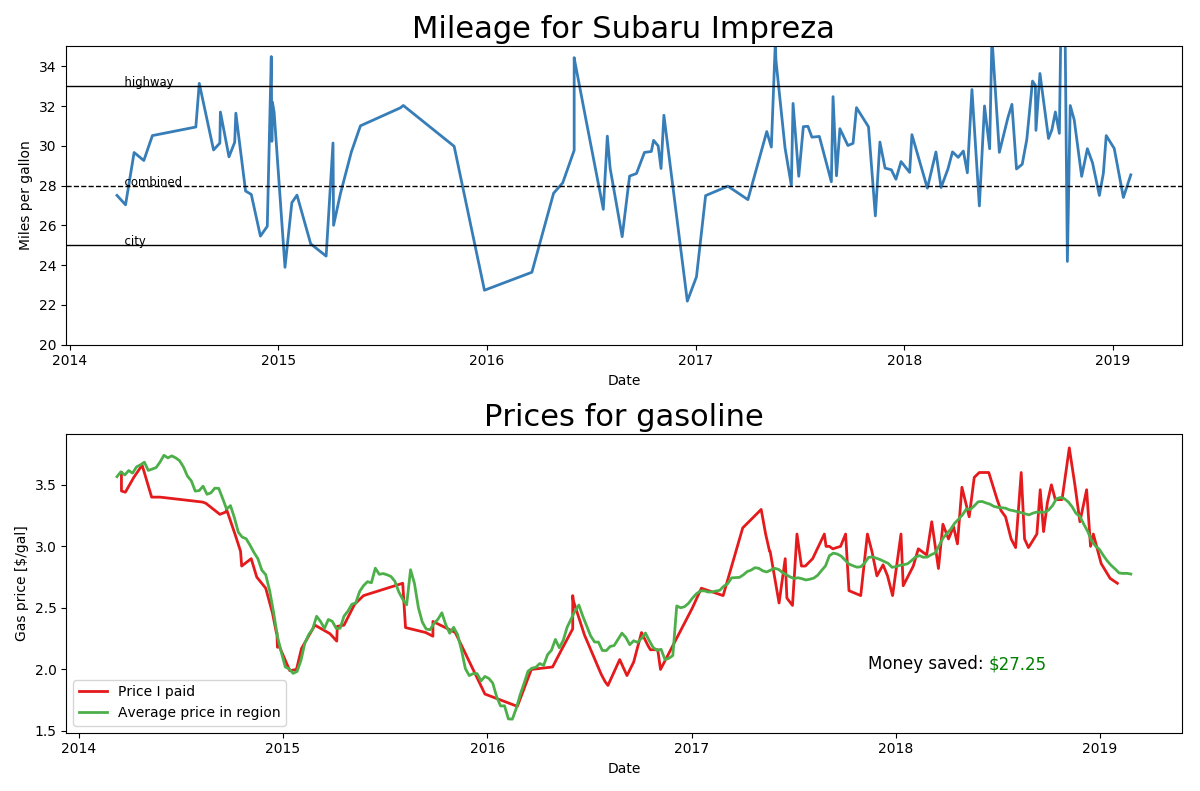 Mileage for Subaru Impreza
Miles per gallon
34
32
30
28
26
24
22
20
highway
combined
city
2014 2015 2016 2017 2018 2019
Date
Prices for gasoline
Gas price [$/gal]
3.5
3.0
2.5
2.0
1.5
Money saved: $27.25
Price I paid
Average price in region
2014 2015 2016 2017 2018 2019
Date